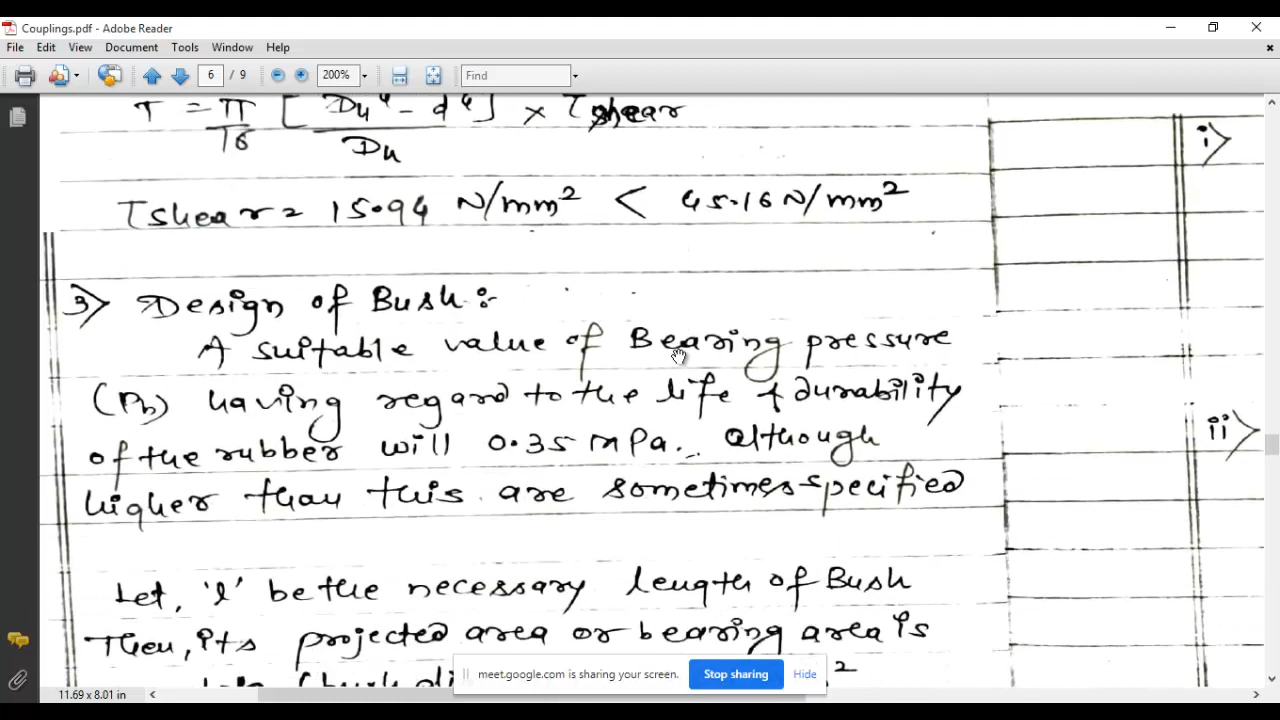 Couplings.pdf - Adobe Reader
File Edit View Document Tools Window Help
6 / 9 200% Find
T = π/16 [Du⁴ - d⁴ / Du] × τshear
τshear = 15.94 N/mm² < 45.16 N/mm²
i>
3> Design of Bush :-
A suitable value of Bearing pressure
(Pb) having regard to the life & durability
of the rubber will 0.35 MPa. although
ii>
higher than this are sometimes specified
Let, 'l' be the necessary length of Bush
Then, its projected area or bearing area is
meet.google.com is sharing your screen. Stop sharing Hide
11.69 x 8.01 in